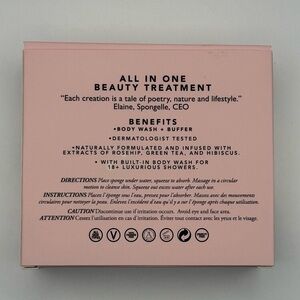 ALL IN ONE
BEAUTY TREATMENT
"Each creation is a tale of poetry, nature and lifestyle."
Elaine, Spongelle, CEO
BENEFITS
•BODY WASH + BUFFER
•DERMATOLOGIST TESTED
•NATURALLY FORMULATED AND INFUSED WITH
EXTRACTS OF ROSEHIP, GREEN TEA, AND HIBISCUS.
• WITH BUILT-IN BODY WASH FOR
18+ LUXURIOUS SHOWERS.
DIRECTIONS Place sponge under water, squeeze to absorb. Massage in a circular
motion to cleanse skin. Squeeze out excess water after each use.
INSTRUCTIONS Placez l'éponge sous l'eau, pressez pour absorber. Massez avec des mouvements
circulaires pour nettoyer la peau. Enlevez l'excédent d'eau qu'il y a sur l'éponge après chaque utilisation.
CAUTION Discontinue use if irritation occurs. Avoid eye and face area.
ATTENTION Cessez l'utilisation en cas d'irritation. Évitez tout contact avec les yeux et le visage.